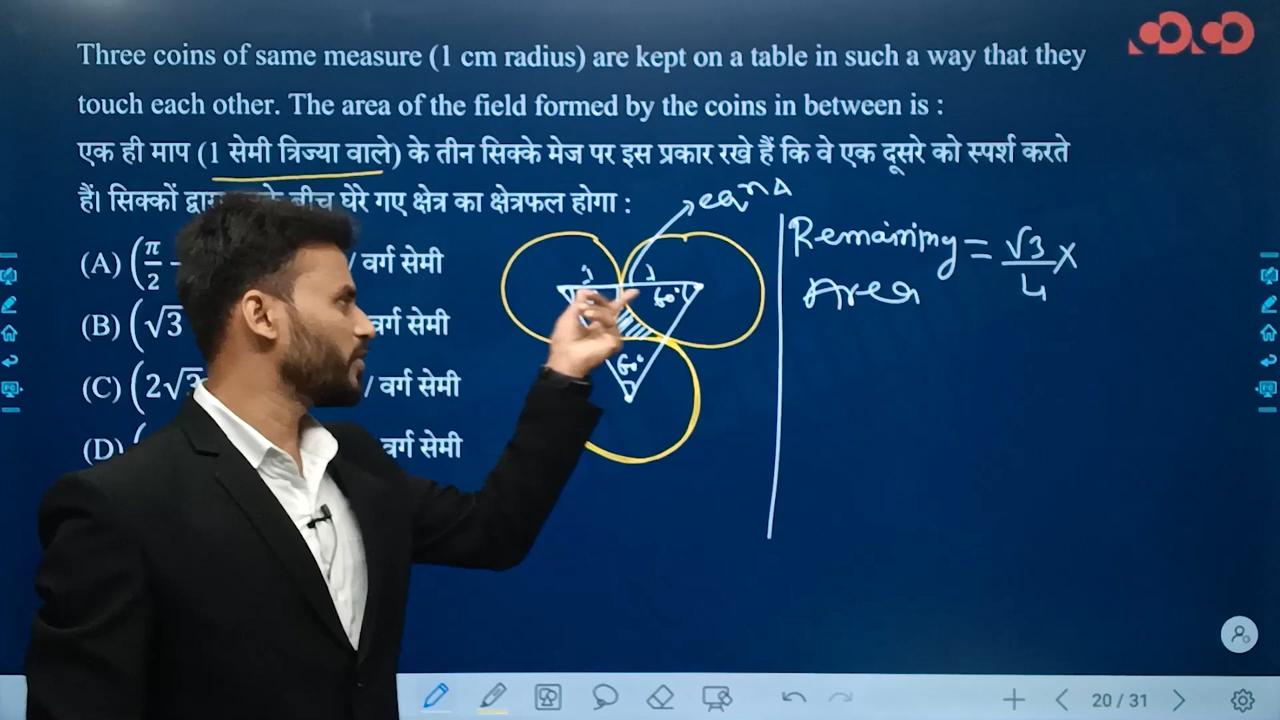 Three coins of same measure (1 cm radius) are kept on a table in such a way that they
touch each other. The area of the field formed by the coins in between is :
एक ही माप (1 सेमी त्रिज्या वाले) के तीन सिक्के मेज पर इस प्रकार रखे हैं कि वे एक दूसरे को स्पर्श करते
हैं। सिक्कों बीच घेरे गए क्षेत्र का क्षेत्रफल होगा :
eqⁿ Δ
(A) (π/2 - / वर्ग सेमी
(B) (√3 वर्ग सेमी
(C) (2√3 / वर्ग सेमी
(D) ( वर्ग सेमी
60°
60°
Remaining = √3/4 ×
Area
20 / 31